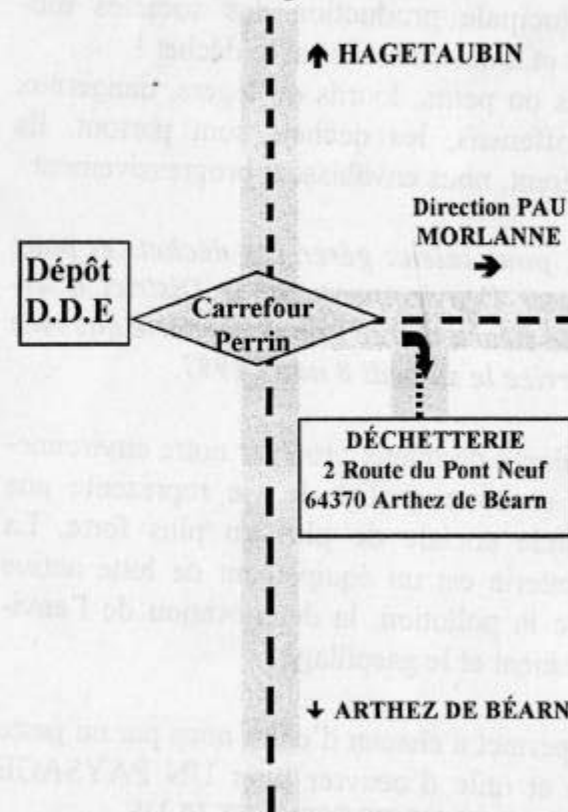 ↑ HAGETAUBIN
Direction PAU
MORLANNE
→
Dépôt
D.D.E
Carrefour
Perrin
DÉCHETTERIE
2 Route du Pont Neuf
64370 Arthez de Béarn
↓ ARTHEZ DE BÉARN